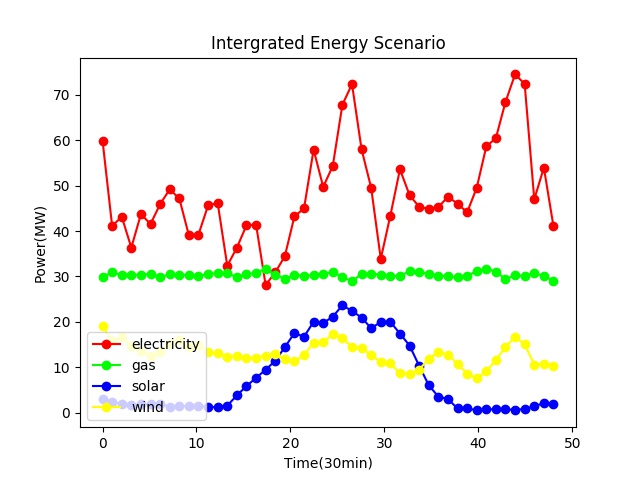 Intergrated Energy Scenario
Power(MW)
70
60
50
40
30
20
10
0
electricity
gas
solar
wind
0 10 20 30 40 50
Time(30min)